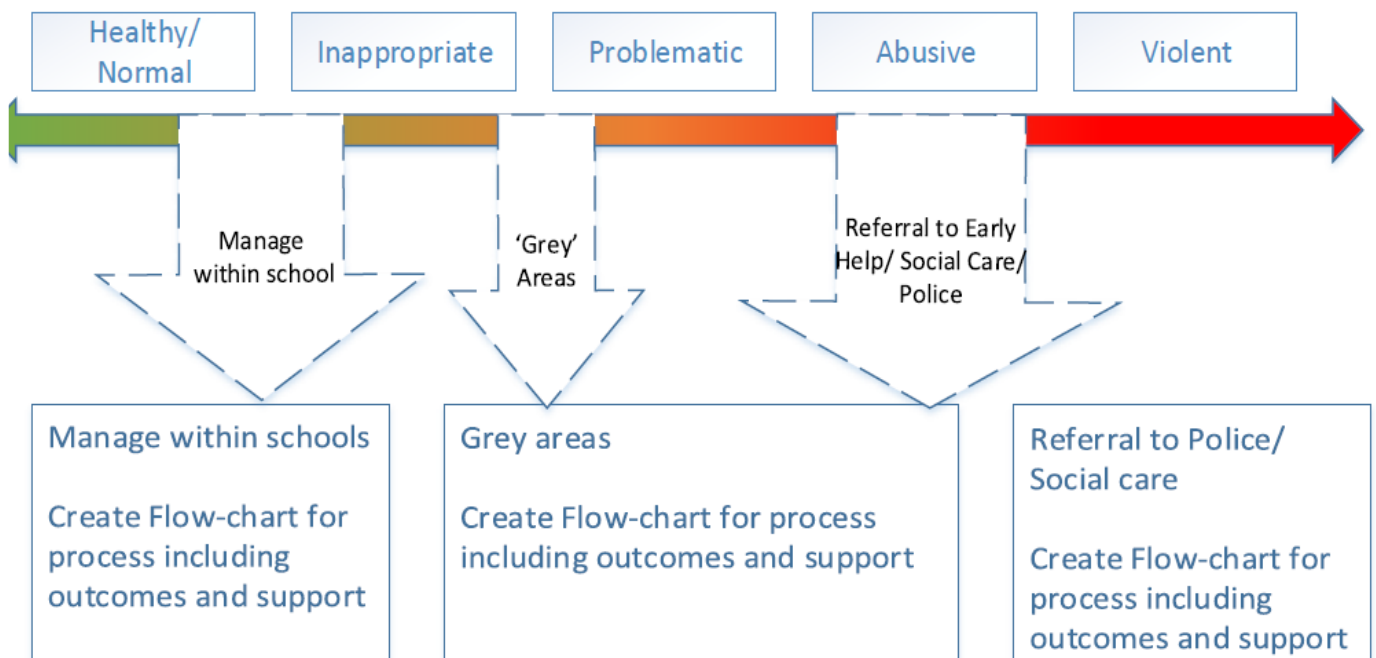 Healthy/
Normal
Inappropriate
Problematic
Abusive
Violent
Manage
within school
‘Grey’
Areas
Referral to Early
Help/ Social Care/
Police
Manage within schools
Create Flow-chart for
process including
outcomes and support
Grey areas
Create Flow-chart for process
including outcomes and support
Referral to Police/
Social care
Create Flow-chart for
process including
outcomes and support